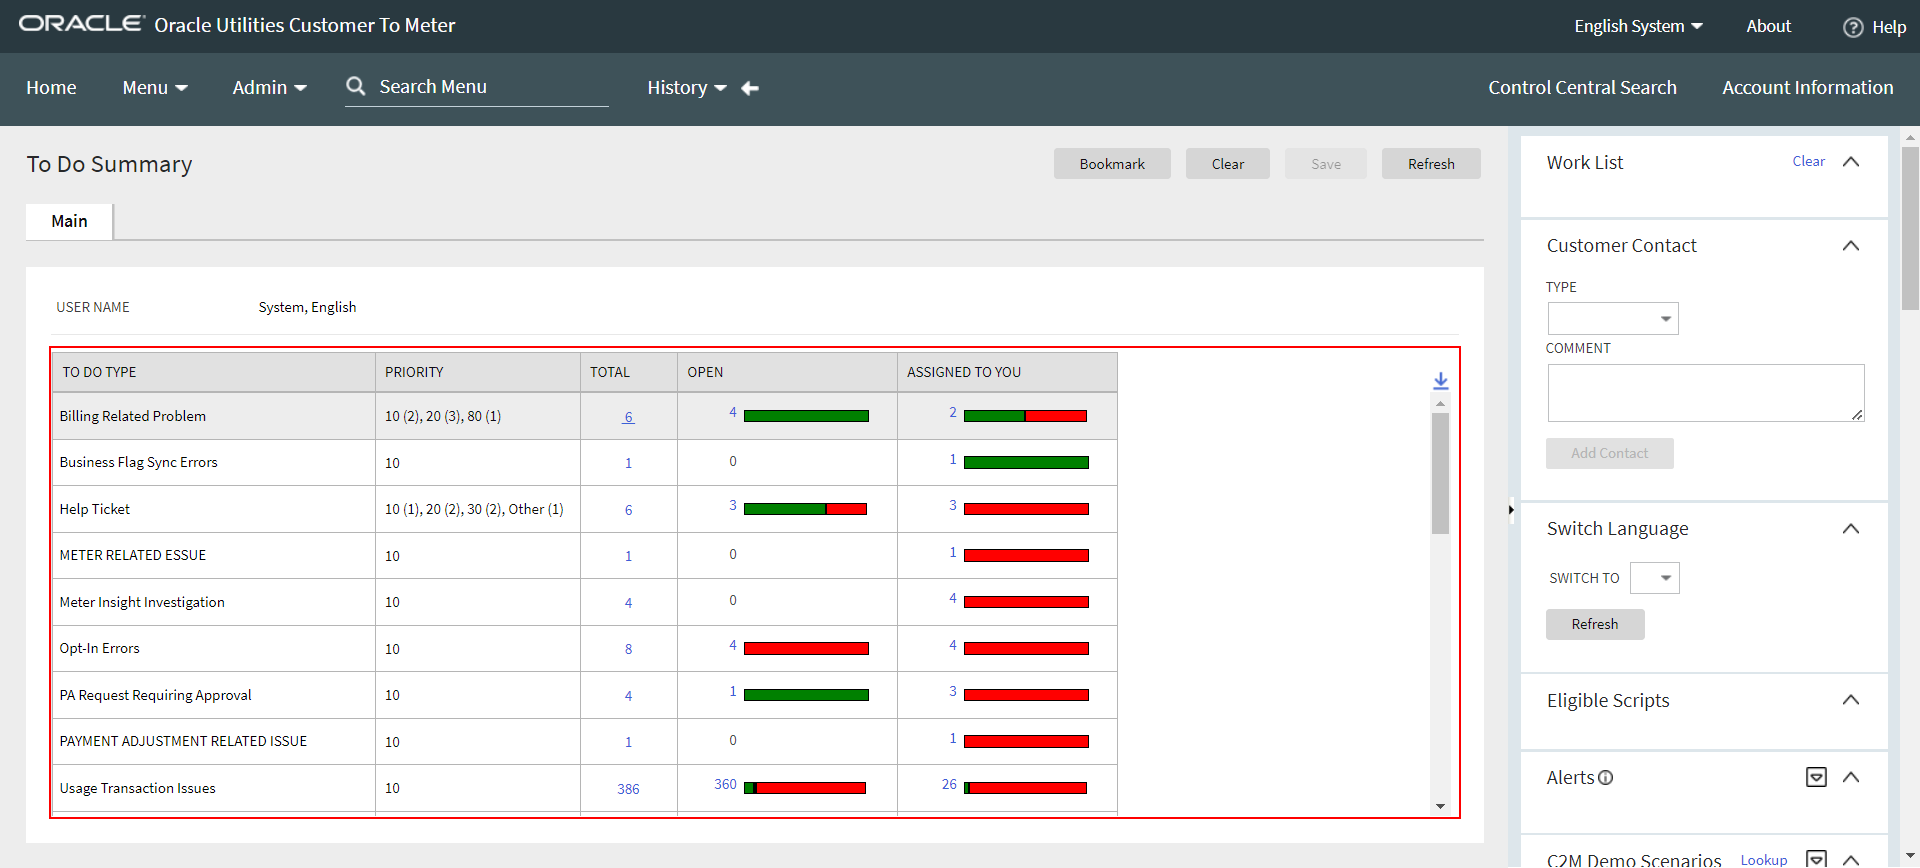 ORACLE Oracle Utilities Customer To Meter English System About Help
Home Menu Admin Search Menu History Control Central Search Account Information
To Do Summary Bookmark Clear Save Refresh
Main
USER NAME System, English
TO DO TYPE PRIORITY TOTAL OPEN ASSIGNED TO YOU
Billing Related Problem 10 (2), 20 (3), 80 (1) 6 4 2
Business Flag Sync Errors 10 1 0 1
Help Ticket 10 (1), 20 (2), 30 (2), Other (1) 6 3 3
METER RELATED ESSUE 10 1 0 1
Meter Insight Investigation 10 4 0 4
Opt-In Errors 10 8 4 4
PA Request Requiring Approval 10 4 1 3
PAYMENT ADJUSTMENT RELATED ISSUE 10 1 0 1
Usage Transaction Issues 10 386 360 26
Work List Clear
Customer Contact
TYPE
COMMENT
Add Contact
Switch Language
SWITCH TO
Refresh
Eligible Scripts
Alerts
C2M Demo Scenarios Lookup